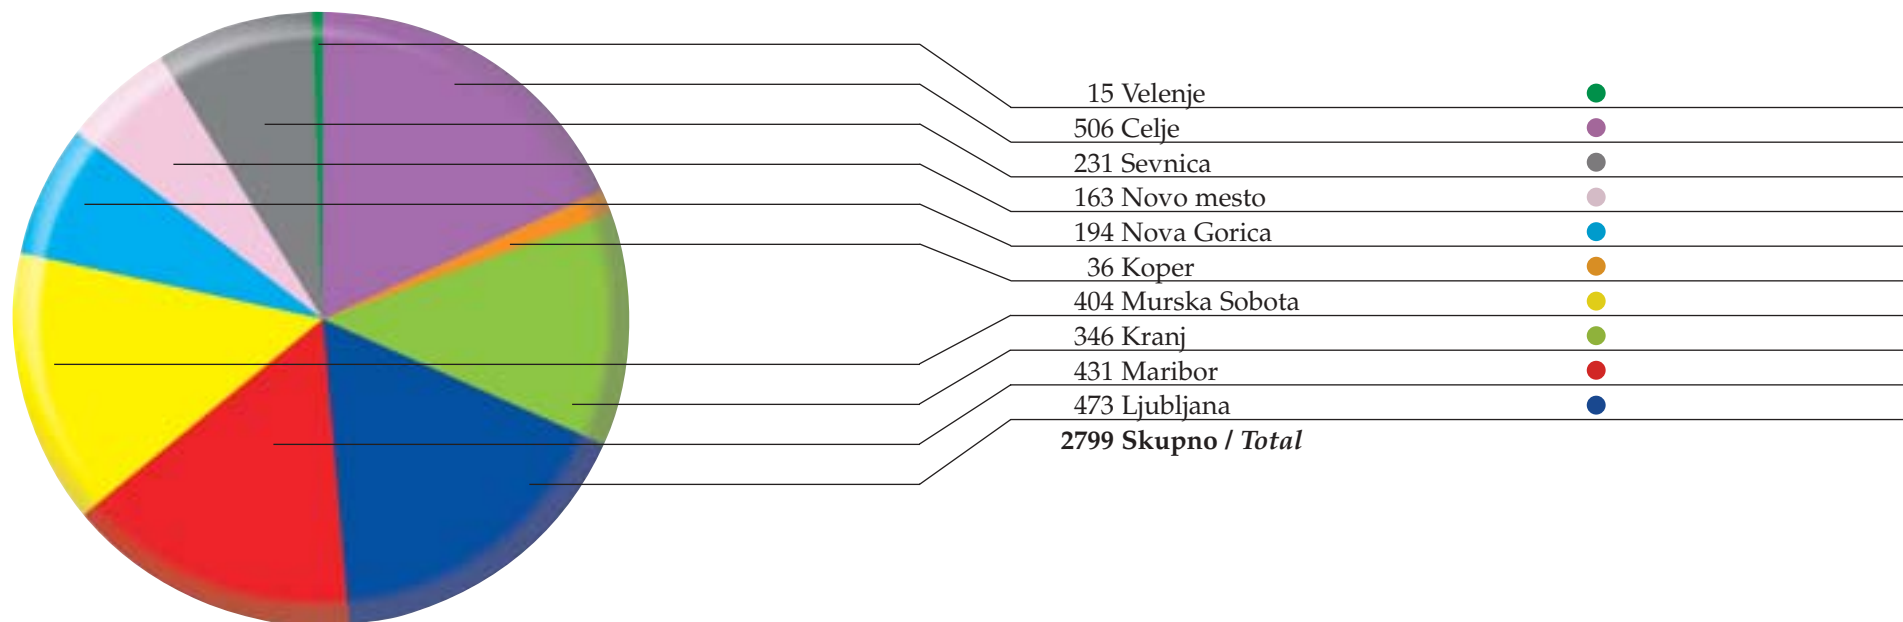 15 Velenje
506 Celje
231 Sevnica
163 Novo mesto
194 Nova Gorica
36 Koper
404 Murska Sobota
346 Kranj
431 Maribor
473 Ljubljana
2799 Skupno / Total